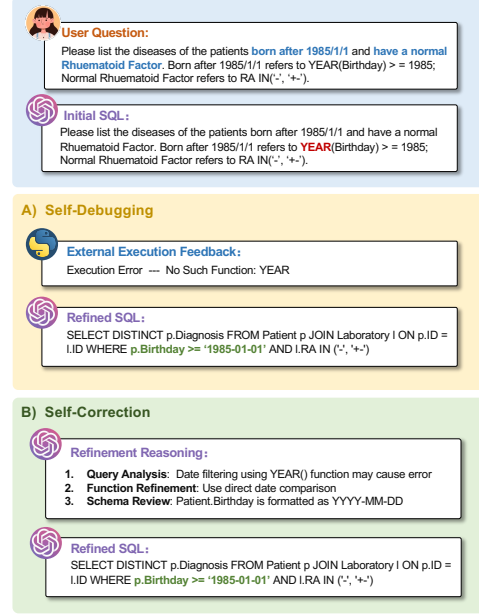 User Question:
Please list the diseases of the patients born after 1985/1/1 and have a normal
Rhuematoid Factor. Born after 1985/1/1 refers to YEAR(Birthday) > = 1985;
Normal Rhuematoid Factor refers to RA IN('-', '+-').
Initial SQL:
Please list the diseases of the patients born after 1985/1/1 and have a normal
Rhuematoid Factor. Born after 1985/1/1 refers to YEAR(Birthday) > = 1985;
Normal Rhuematoid Factor refers to RA IN('-', '+-').
A) Self-Debugging
External Execution Feedback:
Execution Error --- No Such Function: YEAR
Refined SQL:
SELECT DISTINCT p.Diagnosis FROM Patient p JOIN Laboratory l ON p.ID =
l.ID WHERE p.Birthday >= ‘1985-01-01’ AND l.RA IN ('-', '+-')
B) Self-Correction
Refinement Reasoning:
1. Query Analysis: Date filtering using YEAR() function may cause error
2. Function Refinement: Use direct date comparison
3. Schema Review: Patient.Birthday is formatted as YYYY-MM-DD
Refined SQL:
SELECT DISTINCT p.Diagnosis FROM Patient p JOIN Laboratory l ON p.ID =
l.ID WHERE p.Birthday >= ‘1985-01-01’ AND l.RA IN ('-', '+-')